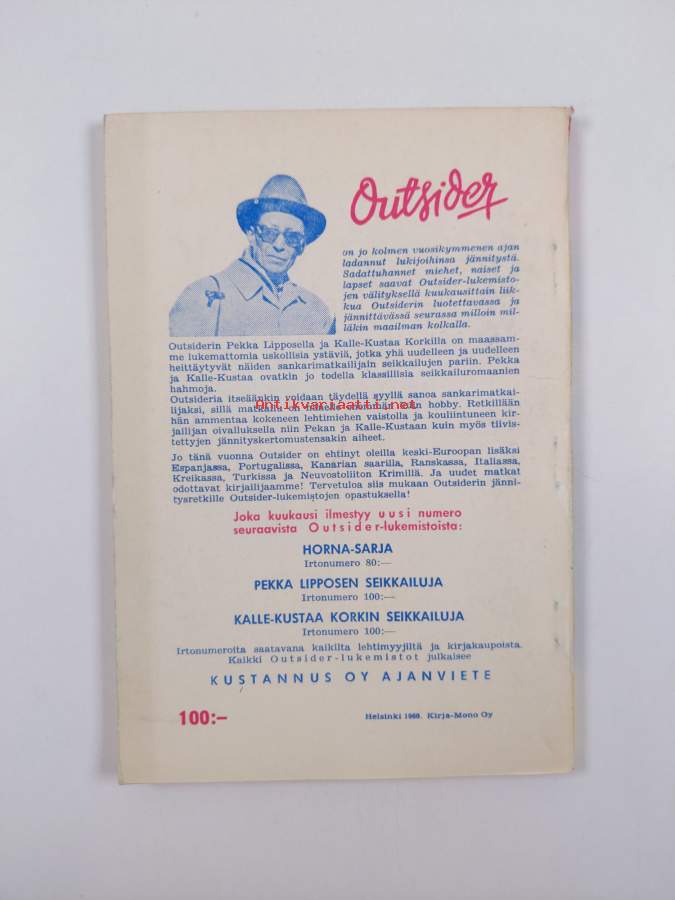 Outsider
on jo kolmen vuosikymmenen ajan
ladannut lukijoihinsa jännitystä.
Sadattuhannet miehet, naiset ja
lapset saavat Outsider-lukemisto-
jen välityksellä kuukausittain liik-
kua Outsiderin luotettavassa ja
jännittävässä seurassa milloin mil-
läkin maailman kolkalla.
Outsiderin Pekka Lipposella ja Kalle-Kustaa Korkilla on maassam-
me lukemattomia uskollisia ystäviä, jotka yhä uudelleen ja uudelleen
heittäytyvät näiden sankarimatkailijain seikkailujen pariin. Pekka
ja Kalle-Kustaa ovatkin jo todella klassillisia seikkailuromaanien
hahmoja.
Outsideria itseäänkin voidaan täydellä syyllä sanoa sankarimatkai-
lijaksi, sillä matkailu on hänelle enemmän kuin hobby. Retkillään
Antikvariaatti.net
hän ammentaa kokeneen lehtimiehen vaistolla ja kouliintuneen kir-
jailijan oivalluksella niin Pekan ja Kalle-Kustaan kuin myös tiivis-
tettyjen jännityskertomustensakin aiheet.
Jo tänä vuonna Outsider on ehtinyt oleilla keski-Euroopan lisäksi
Espanjassa, Portugalissa, Kanarian saarilla, Ranskassa, Italiassa,
Kreikassa, Turkissa ja Neuvostoliiton Krimillä. Ja uudet matkat
odottavat kirjailijaamme! Tervetuloa siis mukaan Outsiderin jänni-
tysretkille Outsider-lukemistojen opastuksella!
Joka kuukausi ilmestyy uusi numero
seuraavista Outsider-lukemistoista:
HORNA-SARJA
Irtonumero 80:—
PEKKA LIPPOSEN SEIKKAILUJA
Irtonumero 100:—
KALLE-KUSTAA KORKIN SEIKKAILUJA
Irtonumero 100:—
Irtonumeroita saatavana kaikilta lehtimyyjiltä ja kirjakaupoista.
Kaikki Outsider-lukemistot julkaisee
KUSTANNUS OY AJANVIETE
100:–
Helsinki 1960. Kirja-Mono Oy